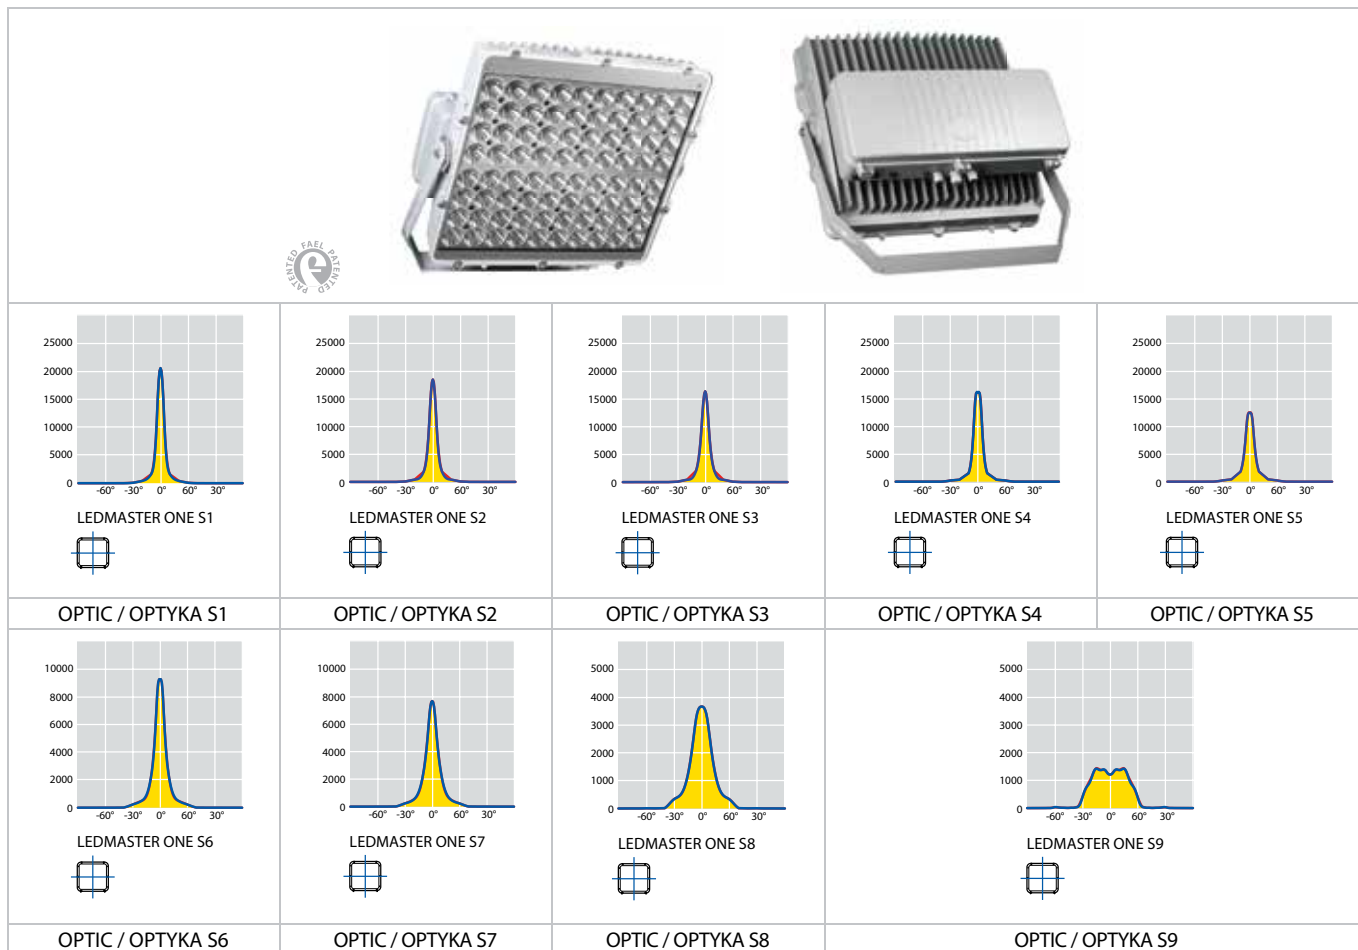 PATENTED FAEL PATENTED
25000
20000
15000
10000
5000
0
-60° -30° 0° 60° 30°
LEDMASTER ONE S1
OPTIC / OPTYKA S1
25000
20000
15000
10000
5000
0
-60° -30° 0° 60° 30°
LEDMASTER ONE S2
OPTIC / OPTYKA S2
25000
20000
15000
10000
5000
0
-60° -30° 0° 60° 30°
LEDMASTER ONE S3
OPTIC / OPTYKA S3
25000
20000
15000
10000
5000
0
-60° -30° 0° 60° 30°
LEDMASTER ONE S4
OPTIC / OPTYKA S4
25000
20000
15000
10000
5000
0
-60° -30° 0° 60° 30°
LEDMASTER ONE S5
OPTIC / OPTYKA S5
10000
8000
6000
4000
2000
0
-60° -30° 0° 60° 30°
LEDMASTER ONE S6
OPTIC / OPTYKA S6
10000
8000
6000
4000
2000
0
-60° -30° 0° 60° 30°
LEDMASTER ONE S7
OPTIC / OPTYKA S7
5000
4000
3000
2000
1000
0
-60° -30° 0° 60° 30°
LEDMASTER ONE S8
OPTIC / OPTYKA S8
5000
4000
3000
2000
1000
0
-60° -30° 0° 60° 30°
LEDMASTER ONE S9
OPTIC / OPTYKA S9